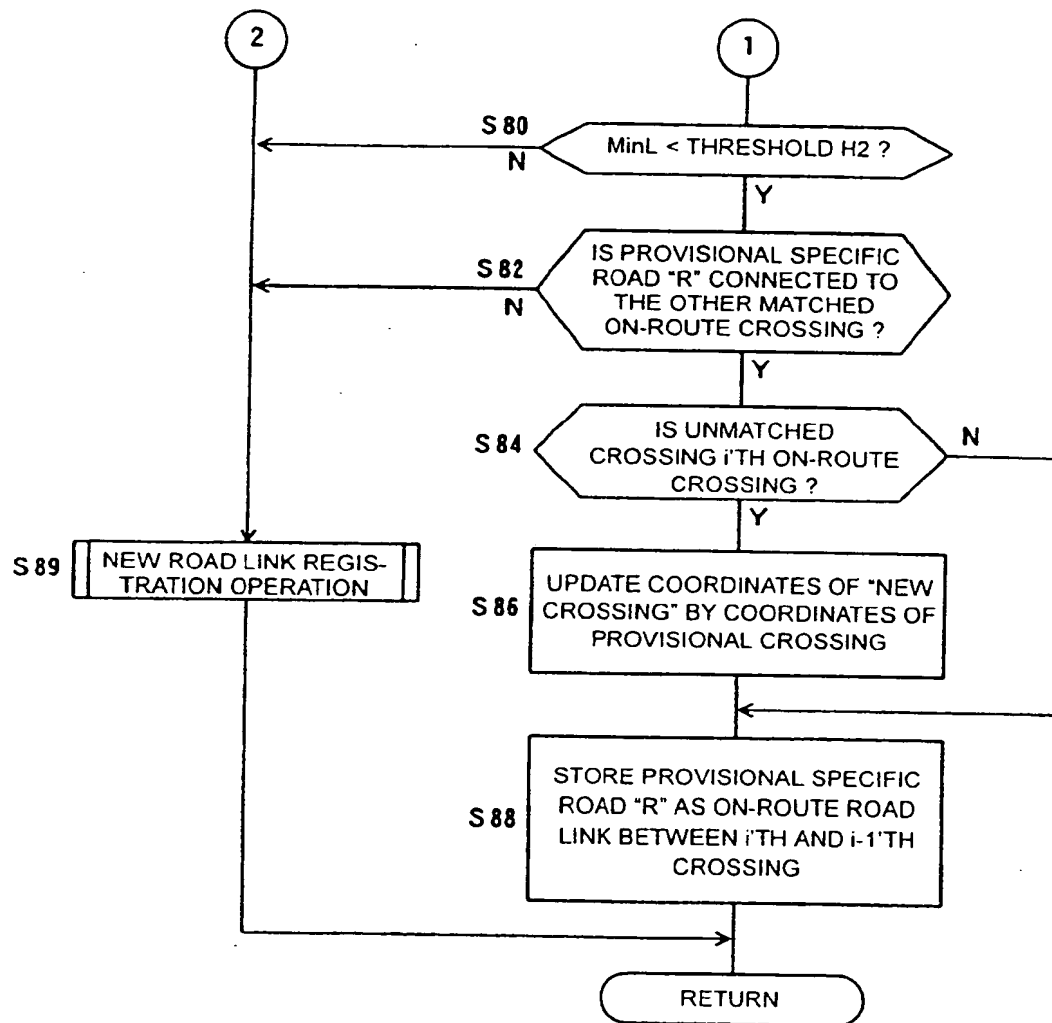 2
1
S 80
MinL < THRESHOLD H2 ?
N
Y
S 82
IS PROVISIONAL SPECIFIC
ROAD "R" CONNECTED TO
THE OTHER MATCHED
ON-ROUTE CROSSING ?
N
Y
S 84
IS UNMATCHED
CROSSING i'TH ON-ROUTE
CROSSING ?
N
Y
S 89
NEW ROAD LINK REGIS-
TRATION OPERATION
S 86
UPDATE COORDINATES OF "NEW
CROSSING" BY COORDINATES OF
PROVISIONAL CROSSING
S 88
STORE PROVISIONAL SPECIFIC
ROAD "R" AS ON-ROUTE ROAD
LINK BETWEEN i'TH AND i-1'TH
CROSSING
RETURN